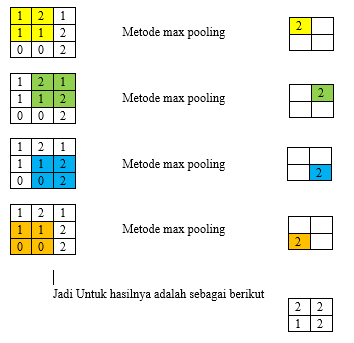 1 2 1
1 1 2 Metode max pooling 2
0 0 2
1 2 1 2
1 1 2 Metode max pooling
0 0 2
1 2 1
1 1 2 Metode max pooling
0 0 2 2
1 2 1
1 1 2 Metode max pooling
0 0 2 2
Jadi Untuk hasilnya adalah sebagai berikut
2 2
1 2